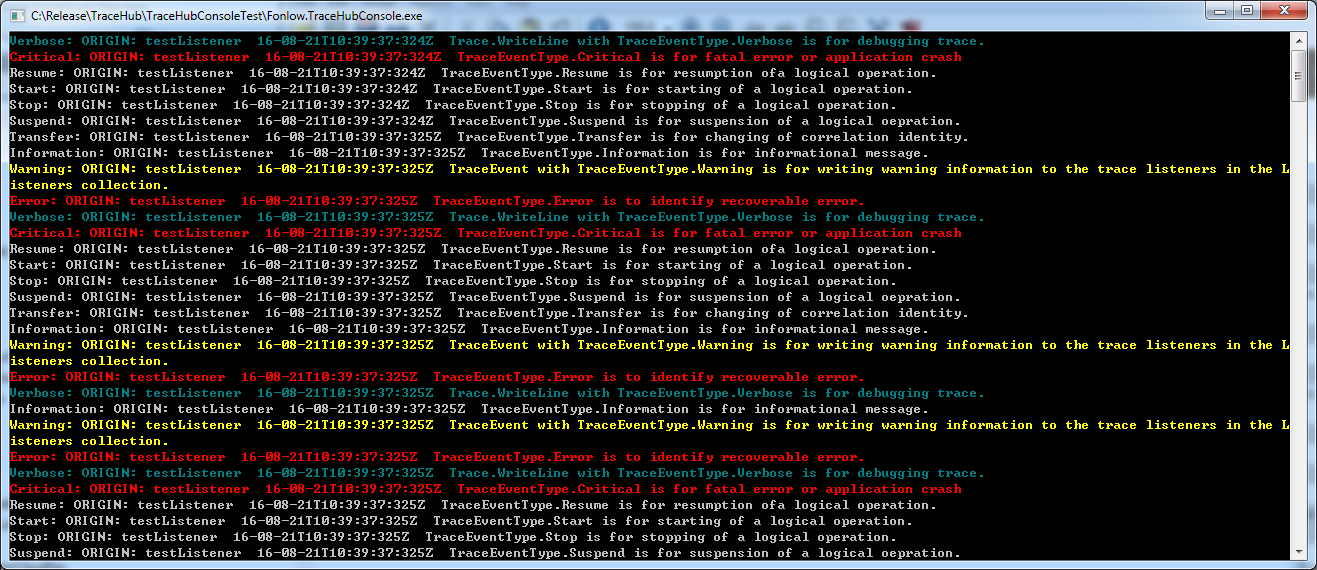 C:\Release\TraceHub\TraceHubConsoleTest\Fonlow.TraceHubConsole.exe
Verbose: ORIGIN: testListener  16-08-21T10:39:37:324Z  Trace.WriteLine with TraceEventType.Verbose is for debugging trace.
Critical: ORIGIN: testListener  16-08-21T10:39:37:324Z  TraceEventType.Critical is for fatal error or application crash
Resume: ORIGIN: testListener  16-08-21T10:39:37:324Z  TraceEventType.Resume is for resumption ofa logical operation.
Start: ORIGIN: testListener  16-08-21T10:39:37:324Z  TraceEventType.Start is for starting of a logical operation.
Stop: ORIGIN: testListener  16-08-21T10:39:37:324Z  TraceEventType.Stop is for stopping of a logical operation.
Suspend: ORIGIN: testListener  16-08-21T10:39:37:324Z  TraceEventType.Suspend is for suspension of a logical oepration.
Transfer: ORIGIN: testListener  16-08-21T10:39:37:325Z  TraceEventType.Transfer is for changing of correlation identity.
Information: ORIGIN: testListener  16-08-21T10:39:37:325Z  TraceEventType.Information is for informational message.
Warning: ORIGIN: testListener  16-08-21T10:39:37:325Z  TraceEvent with TraceEventType.Warning is for writing warning information to the trace listeners in the L
isteners collection.
Error: ORIGIN: testListener  16-08-21T10:39:37:325Z  TraceEventType.Error is to identify recoverable error.
Verbose: ORIGIN: testListener  16-08-21T10:39:37:325Z  Trace.WriteLine with TraceEventType.Verbose is for debugging trace.
Critical: ORIGIN: testListener  16-08-21T10:39:37:325Z  TraceEventType.Critical is for fatal error or application crash
Resume: ORIGIN: testListener  16-08-21T10:39:37:325Z  TraceEventType.Resume is for resumption ofa logical operation.
Start: ORIGIN: testListener  16-08-21T10:39:37:325Z  TraceEventType.Start is for starting of a logical operation.
Stop: ORIGIN: testListener  16-08-21T10:39:37:325Z  TraceEventType.Stop is for stopping of a logical operation.
Suspend: ORIGIN: testListener  16-08-21T10:39:37:325Z  TraceEventType.Suspend is for suspension of a logical oepration.
Transfer: ORIGIN: testListener  16-08-21T10:39:37:325Z  TraceEventType.Transfer is for changing of correlation identity.
Information: ORIGIN: testListener  16-08-21T10:39:37:325Z  TraceEventType.Information is for informational message.
Warning: ORIGIN: testListener  16-08-21T10:39:37:325Z  TraceEvent with TraceEventType.Warning is for writing warning information to the trace listeners in the L
isteners collection.
Error: ORIGIN: testListener  16-08-21T10:39:37:325Z  TraceEventType.Error is to identify recoverable error.
Verbose: ORIGIN: testListener  16-08-21T10:39:37:325Z  Trace.WriteLine with TraceEventType.Verbose is for debugging trace.
Information: ORIGIN: testListener  16-08-21T10:39:37:325Z  TraceEventType.Information is for informational message.
Warning: ORIGIN: testListener  16-08-21T10:39:37:325Z  TraceEvent with TraceEventType.Warning is for writing warning information to the trace listeners in the L
isteners collection.
Error: ORIGIN: testListener  16-08-21T10:39:37:325Z  TraceEventType.Error is to identify recoverable error.
Verbose: ORIGIN: testListener  16-08-21T10:39:37:325Z  Trace.WriteLine with TraceEventType.Verbose is for debugging trace.
Critical: ORIGIN: testListener  16-08-21T10:39:37:325Z  TraceEventType.Critical is for fatal error or application crash
Resume: ORIGIN: testListener  16-08-21T10:39:37:325Z  TraceEventType.Resume is for resumption ofa logical operation.
Start: ORIGIN: testListener  16-08-21T10:39:37:325Z  TraceEventType.Start is for starting of a logical operation.
Stop: ORIGIN: testListener  16-08-21T10:39:37:325Z  TraceEventType.Stop is for stopping of a logical operation.
Suspend: ORIGIN: testListener  16-08-21T10:39:37:325Z  TraceEventType.Suspend is for suspension of a logical oepration.